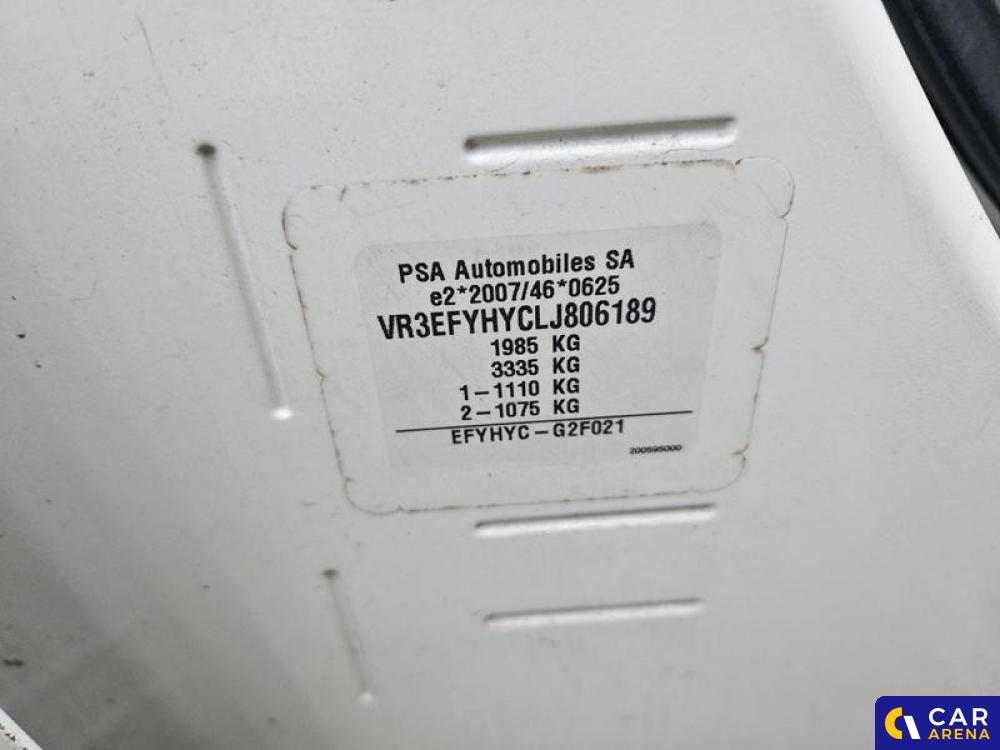 PSA Automobiles SA
e2*2007/46*0625
VR3EFYHYCLJ806189
1985 KG
3335 KG
1-1110 KG
2-1075 KG
EFYHYC-G2F021
200595000
CAR
ARENA